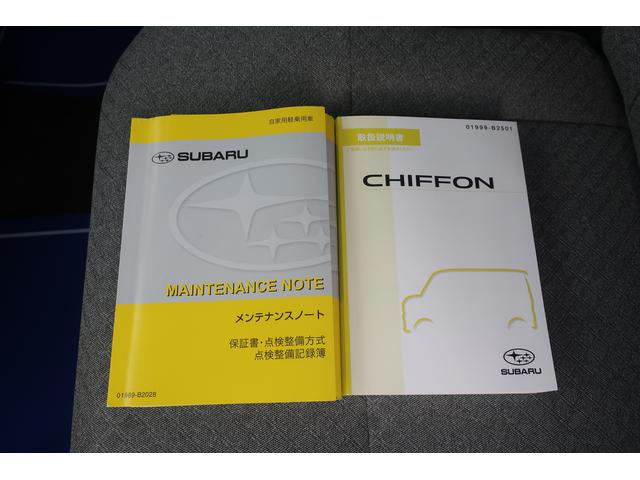 自家用軽乗用車
SUBARU
MAINTENANCE NOTE
メンテナンスノート
保証書・点検整備方式
点検整備記録簿
01999-B2028
01999-B2501
取扱説明書
CHIFFON
SUBARU